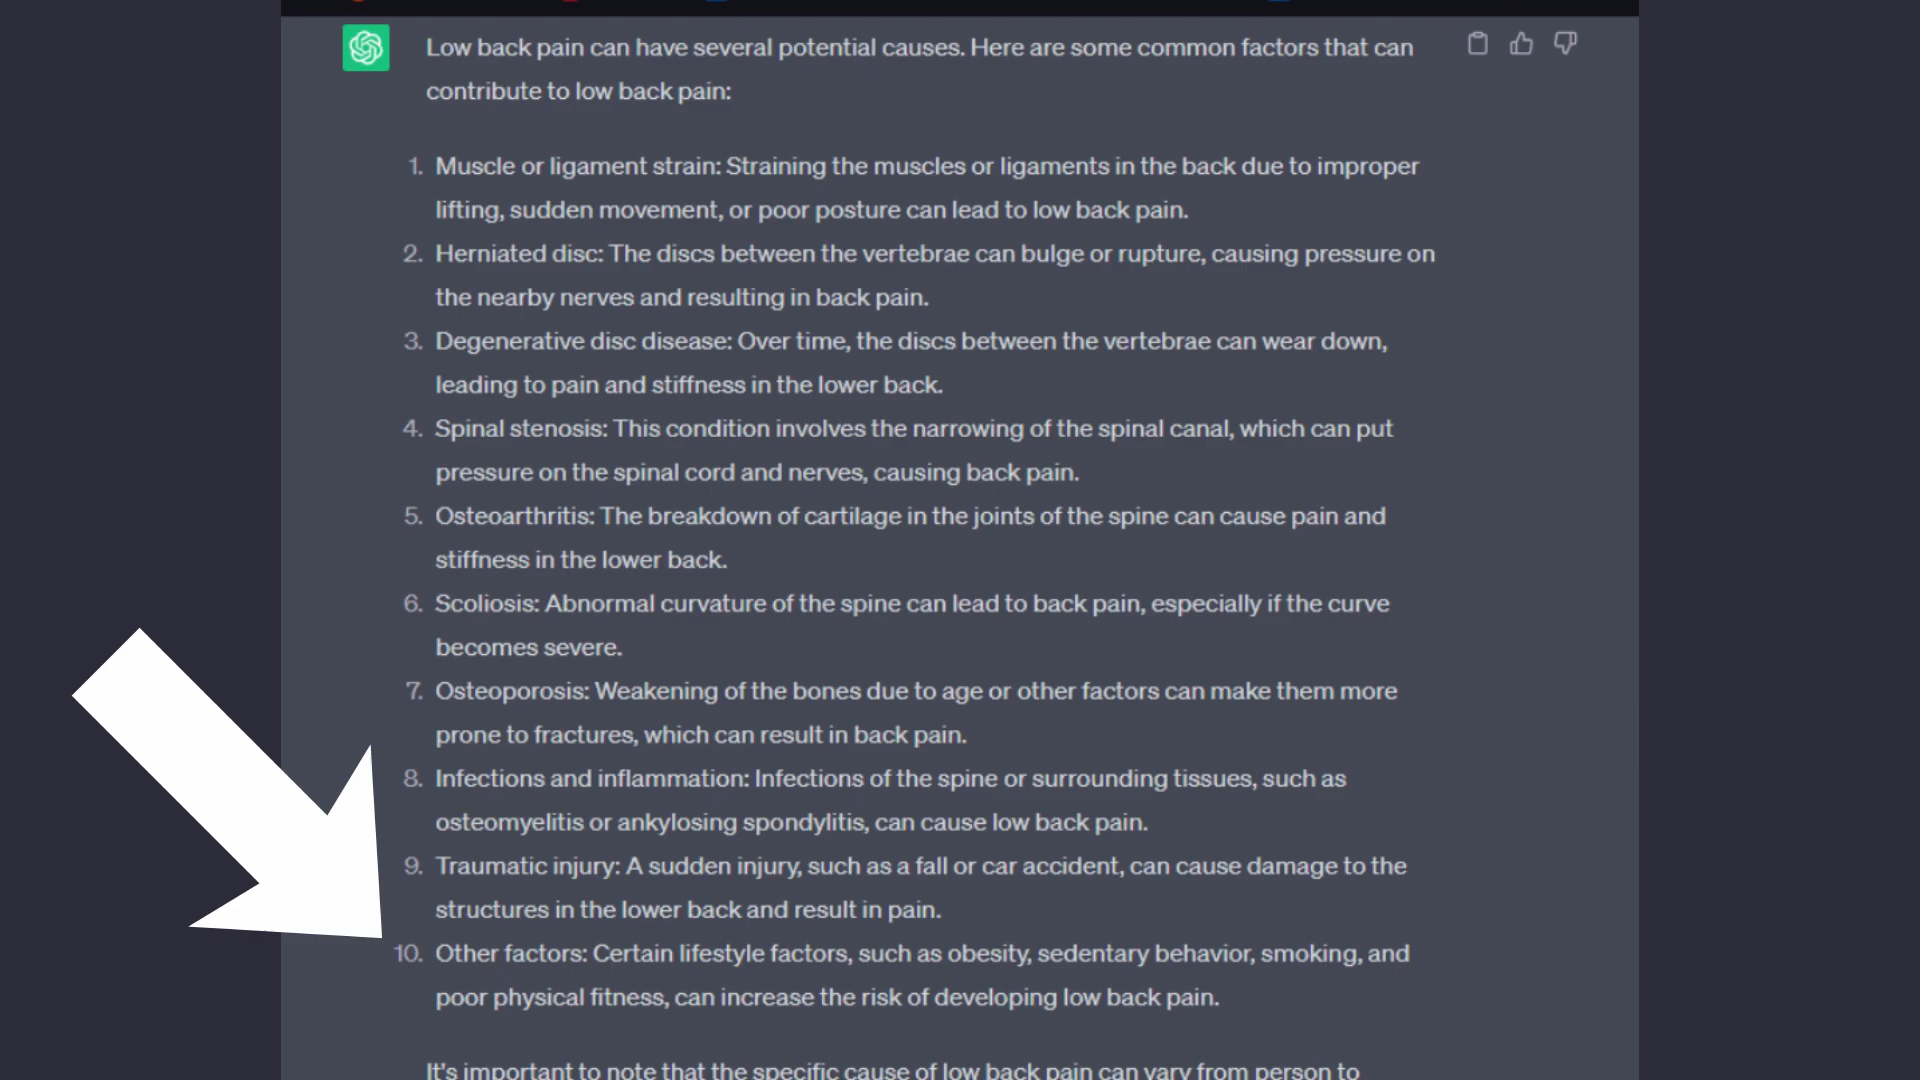 Low back pain can have several potential causes. Here are some common factors that can
contribute to low back pain:
1. Muscle or ligament strain: Straining the muscles or ligaments in the back due to improper
lifting, sudden movement, or poor posture can lead to low back pain.
2. Herniated disc: The discs between the vertebrae can bulge or rupture, causing pressure on
the nearby nerves and resulting in back pain.
3. Degenerative disc disease: Over time, the discs between the vertebrae can wear down,
leading to pain and stiffness in the lower back.
4. Spinal stenosis: This condition involves the narrowing of the spinal canal, which can put
pressure on the spinal cord and nerves, causing back pain.
5. Osteoarthritis: The breakdown of cartilage in the joints of the spine can cause pain and
stiffness in the lower back.
6. Scoliosis: Abnormal curvature of the spine can lead to back pain, especially if the curve
becomes severe.
7. Osteoporosis: Weakening of the bones due to age or other factors can make them more
prone to fractures, which can result in back pain.
8. Infections and inflammation: Infections of the spine or surrounding tissues, such as
osteomyelitis or ankylosing spondylitis, can cause low back pain.
9. Traumatic injury: A sudden injury, such as a fall or car accident, can cause damage to the
structures in the lower back and result in pain.
10. Other factors: Certain lifestyle factors, such as obesity, sedentary behavior, smoking, and
poor physical fitness, can increase the risk of developing low back pain.
It's important to note that the specific cause of low back pain can vary from person to